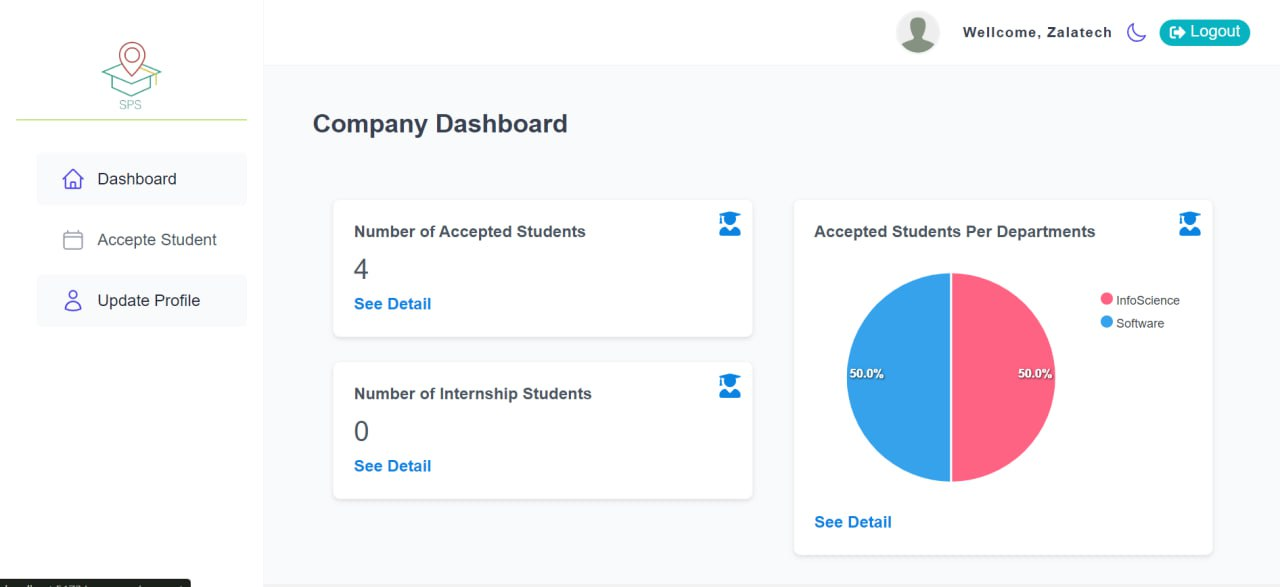 SPS
Wellcome, Zalatech
Logout
Dashboard
Accepte Student
Update Profile
Company Dashboard
Number of Accepted Students
4
See Detail
Number of Internship Students
0
See Detail
Accepted Students Per Departments
50.0%
50.0%
InfoScience
Software
See Detail